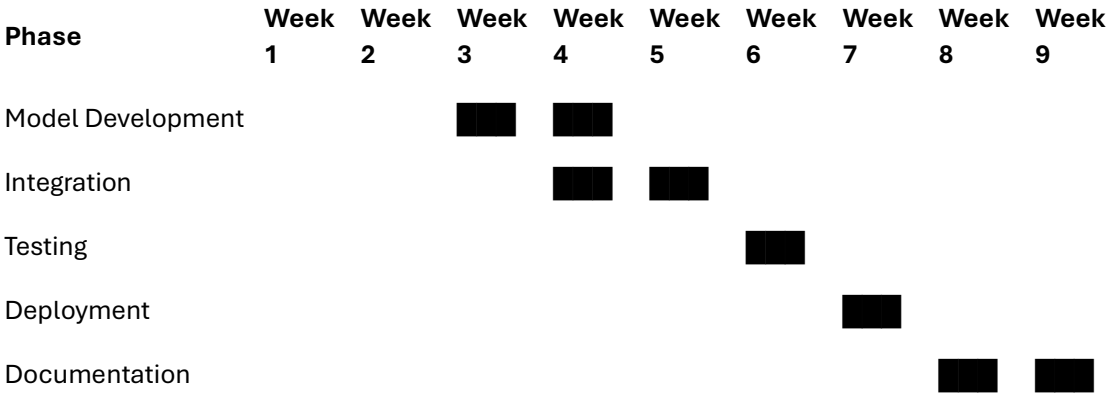 Phase Week 1 Week 2 Week 3 Week 4 Week 5 Week 6 Week 7 Week 8 Week 9
Model Development
Integration
Testing
Deployment
Documentation